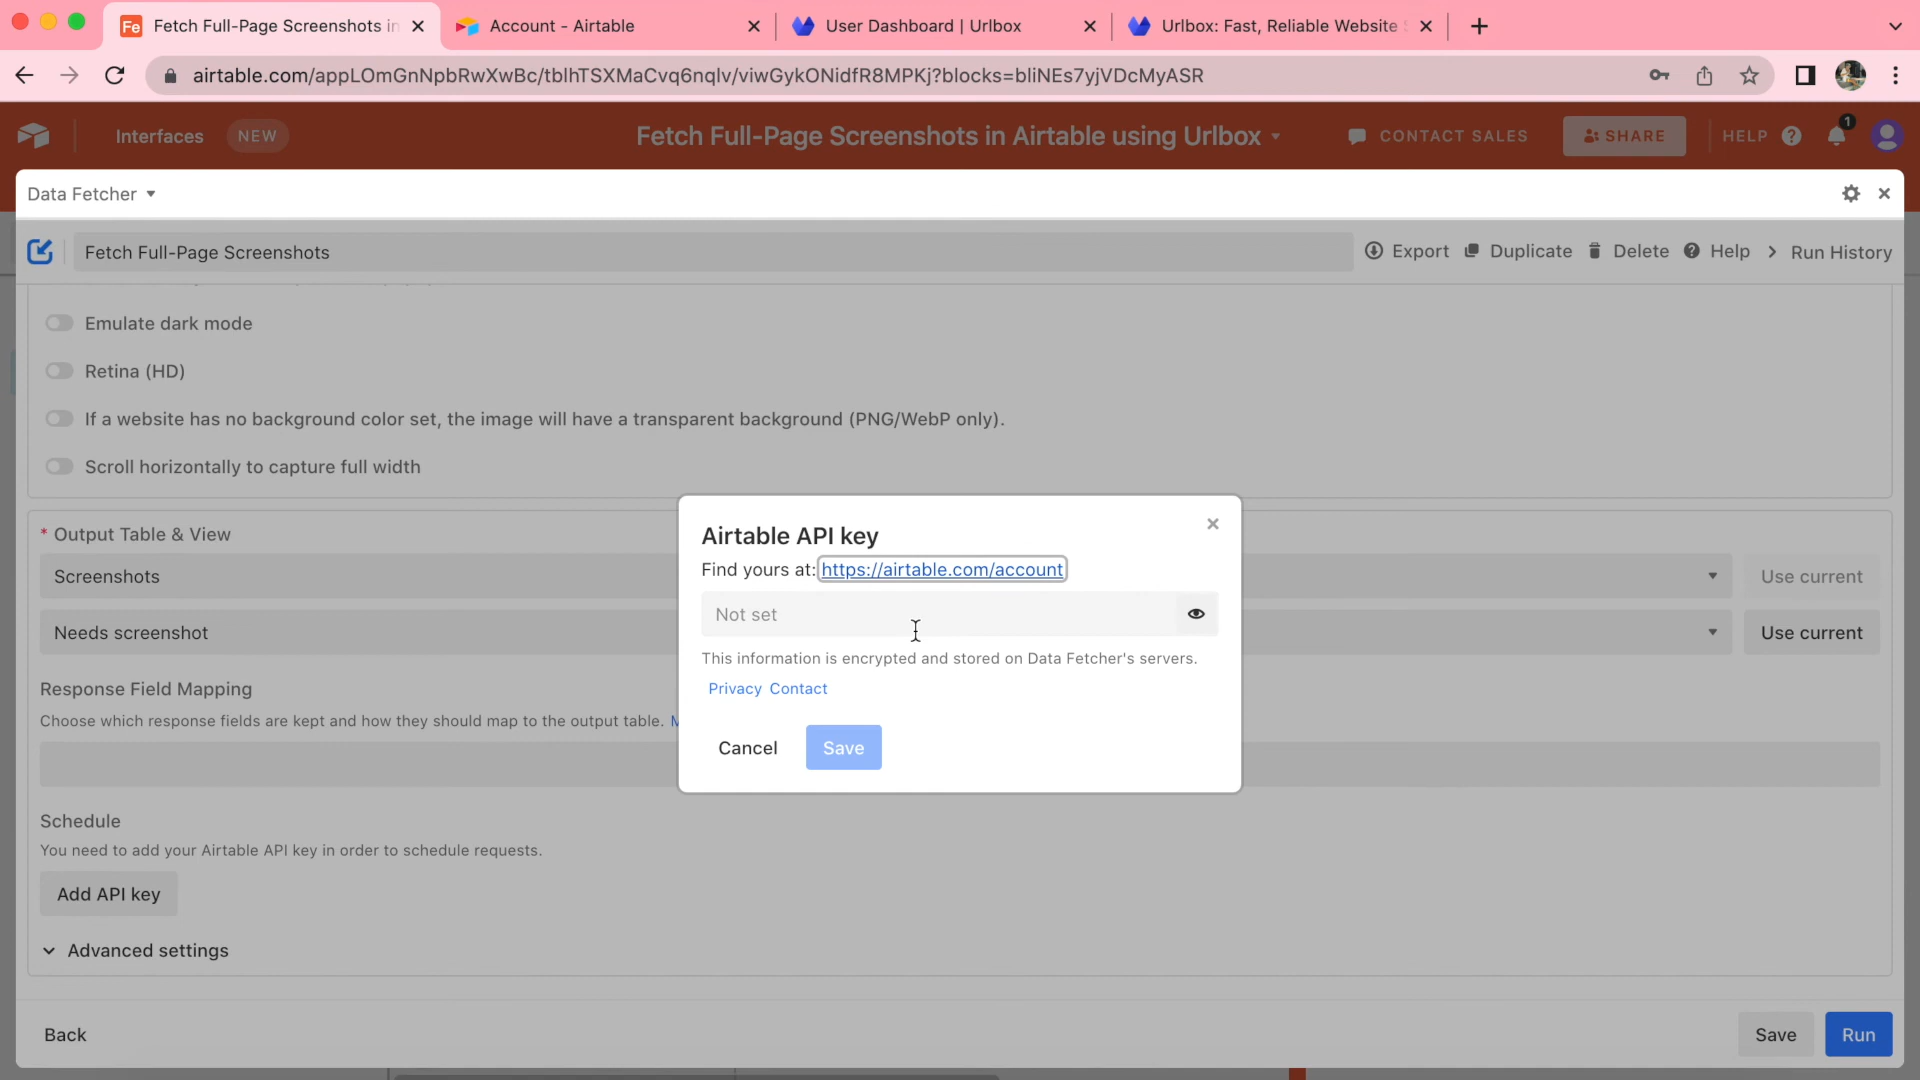 Fe Fetch Full-Page Screenshots in
Account - Airtable
User Dashboard | Urlbox
Urlbox: Fast, Reliable Website
airtable.com/appLOmGnNpbRwXwBc/tblhTSXMaCvq6nqlv/viwGykONidfR8MPKj?blocks=bliNEs7yjVDcMyASR
Interfaces NEW
Fetch Full-Page Screenshots in Airtable using Urlbox
CONTACT SALES
SHARE
HELP
1
Data Fetcher
Fetch Full-Page Screenshots
Export Duplicate Delete Help Run History
Emulate dark mode
Retina (HD)
If a website has no background color set, the image will have a transparent background (PNG/WebP only).
Scroll horizontally to capture full width
* Output Table & View
Screenshots
Use current
Needs screenshot
Use current
Response Field Mapping
Choose which response fields are kept and how they should map to the output table.
Schedule
You need to add your Airtable API key in order to schedule requests.
Add API key
Advanced settings
Airtable API key
Find yours at: https://airtable.com/account
Not set
This information is encrypted and stored on Data Fetcher's servers.
Privacy Contact
Cancel Save
Back
Save Run